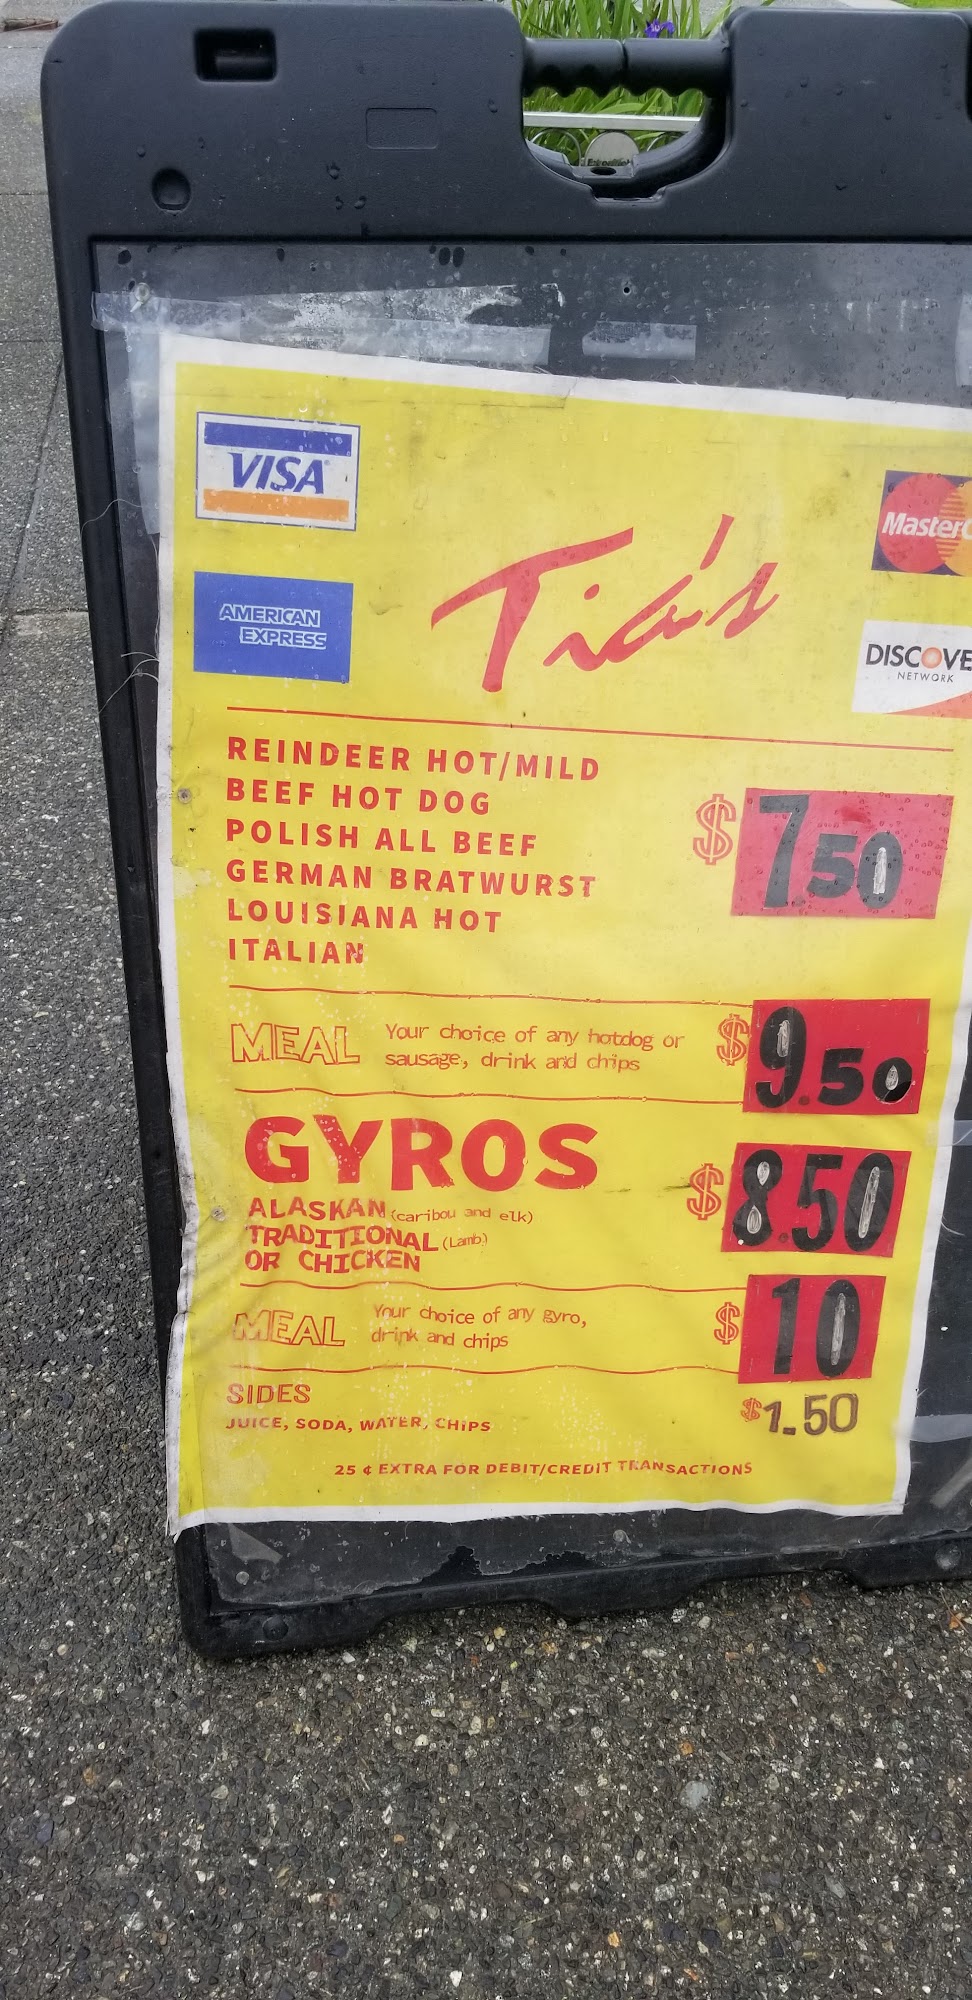 VISA
MasterC
Tia's
AMERICAN
EXPRESS
DISCOVE
NETWORK
REINDEER HOT/MILD
BEEF HOT DOG
POLISH ALL BEEF
GERMAN BRATWURST
LOUISIANA HOT
ITALIAN
$7.50
MEAL Your choice of any hotdog or
sausage, drink and chips
$9.50
GYROS
ALASKAN (caribou and elk)
TRADITIONAL (Lamb)
OR CHICKEN
$8.50
MEAL Your choice of any gyro,
drink and chips
$10
SIDES
JUICE, SODA, WATER, CHIPS
$1.50
25 ¢ EXTRA FOR DEBIT/CREDIT TRANSACTIONS